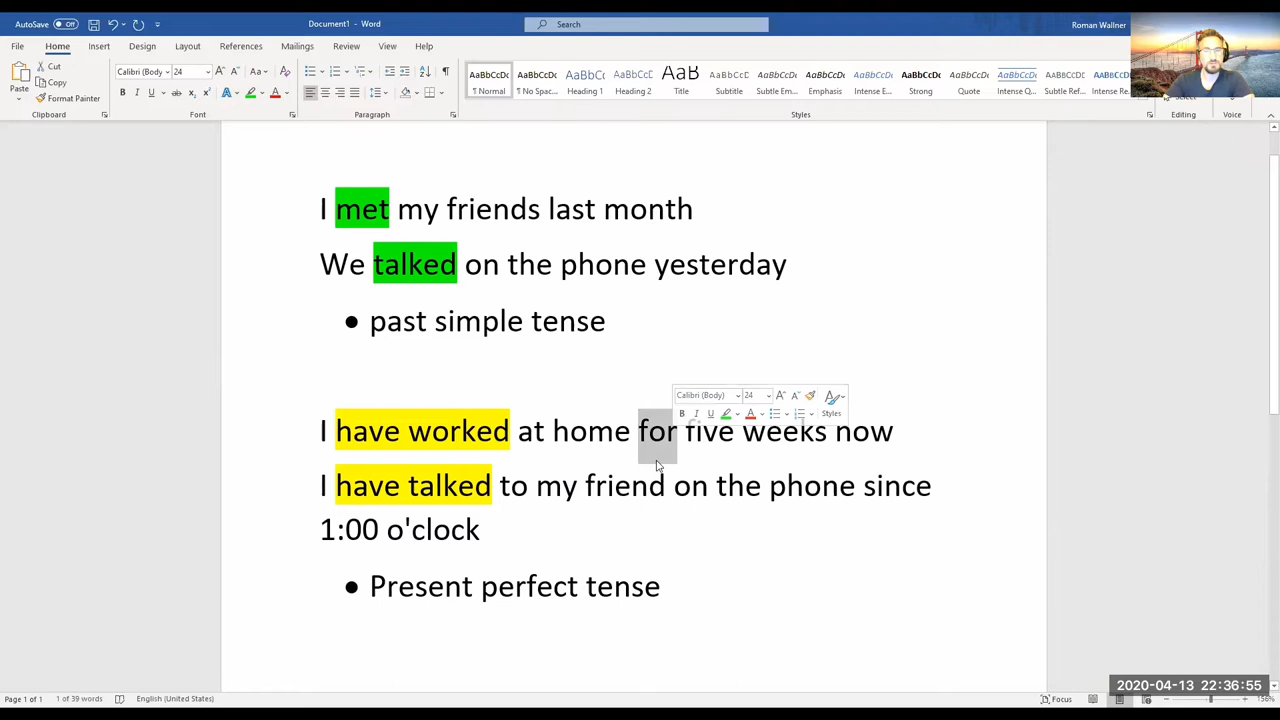 AutoSave Off Document1 - Word Search Roman Wallner
File Home Insert Design Layout References Mailings Review View Help
Paste Cut Copy Format Painter
Calibri (Body 24
AaBbCcDc AaBbCcDc AaBbCc AaBbCcD AaB AaBbCcD AaBbCcDc AaBbCcDc AaBbCcDc AaBbCcDc AaBbCcDc AaBbCcDc AaBbCcDc AaBbCc
¶ Normal ¶ No Spac... Heading 1 Heading 2 Title Subtitle Subtle Em... Emphasis Intense E... Strong Quote Intense Q... Subtle Ref... Intense Re
Clipboard Font Paragraph Styles Editing Voice
I met my friends last month
We talked on the phone yesterday
• past simple tense
Calibri (Body) 24
B I U A Styles
I have worked at home for five weeks now
I have talked to my friend on the phone since
1:00 o'clock
• Present perfect tense
2020-04-13 22:36:55
Page 1 of 1 1 of 39 words English (United States) Focus 156%